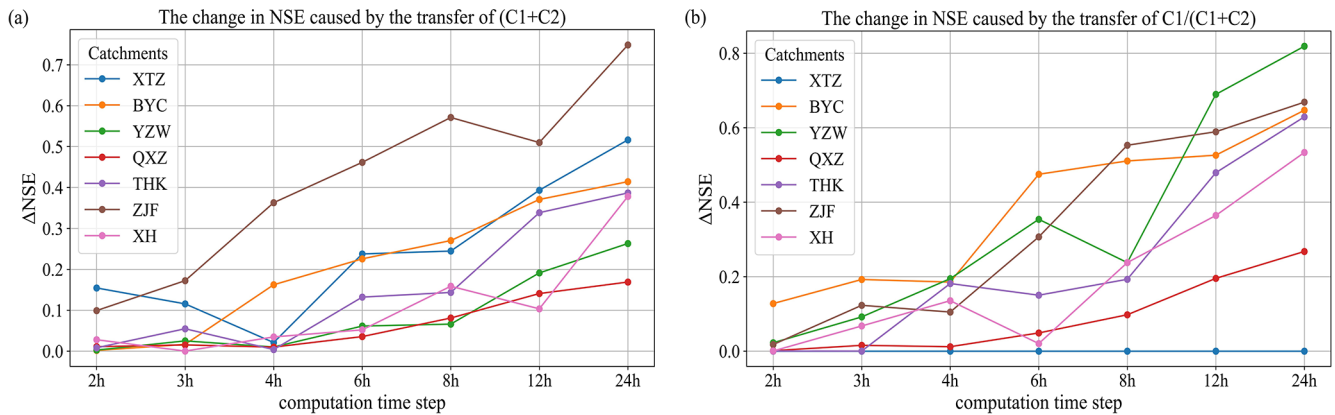 (a)
The change in NSE caused by the transfer of (C1+C2)
Catchments
XTZ
BYC
YZW
QXZ
THK
ZJF
XH
ΔNSE
0.7
0.6
0.5
0.4
0.3
0.2
0.1
0.0
2h 3h 4h 6h 8h 12h 24h
computation time step
(b)
The change in NSE caused by the transfer of C1/(C1+C2)
Catchments
XTZ
BYC
YZW
QXZ
THK
ZJF
XH
ΔNSE
0.8
0.6
0.4
0.2
0.0
2h 3h 4h 6h 8h 12h 24h
computation time step